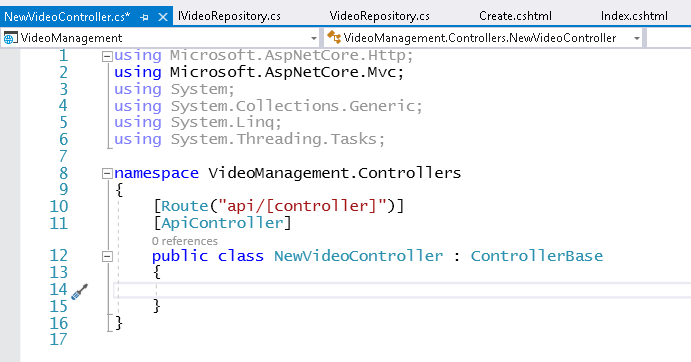 NewVideoController.cs* IVideoRepository.cs VideoRepository.cs Create.cshtml Index.cshtml
VideoManagement VideoManagement.Controllers.NewVideoController
1 using Microsoft.AspNetCore.Http;
2 using Microsoft.AspNetCore.Mvc;
3 using System;
4 using System.Collections.Generic;
5 using System.Linq;
6 using System.Threading.Tasks;
7
8 namespace VideoManagement.Controllers
9 {
10 [Route("api/[controller]")]
11 [ApiController]
0 references
12 public class NewVideoController : ControllerBase
13 {
14
15 }
16 }
17